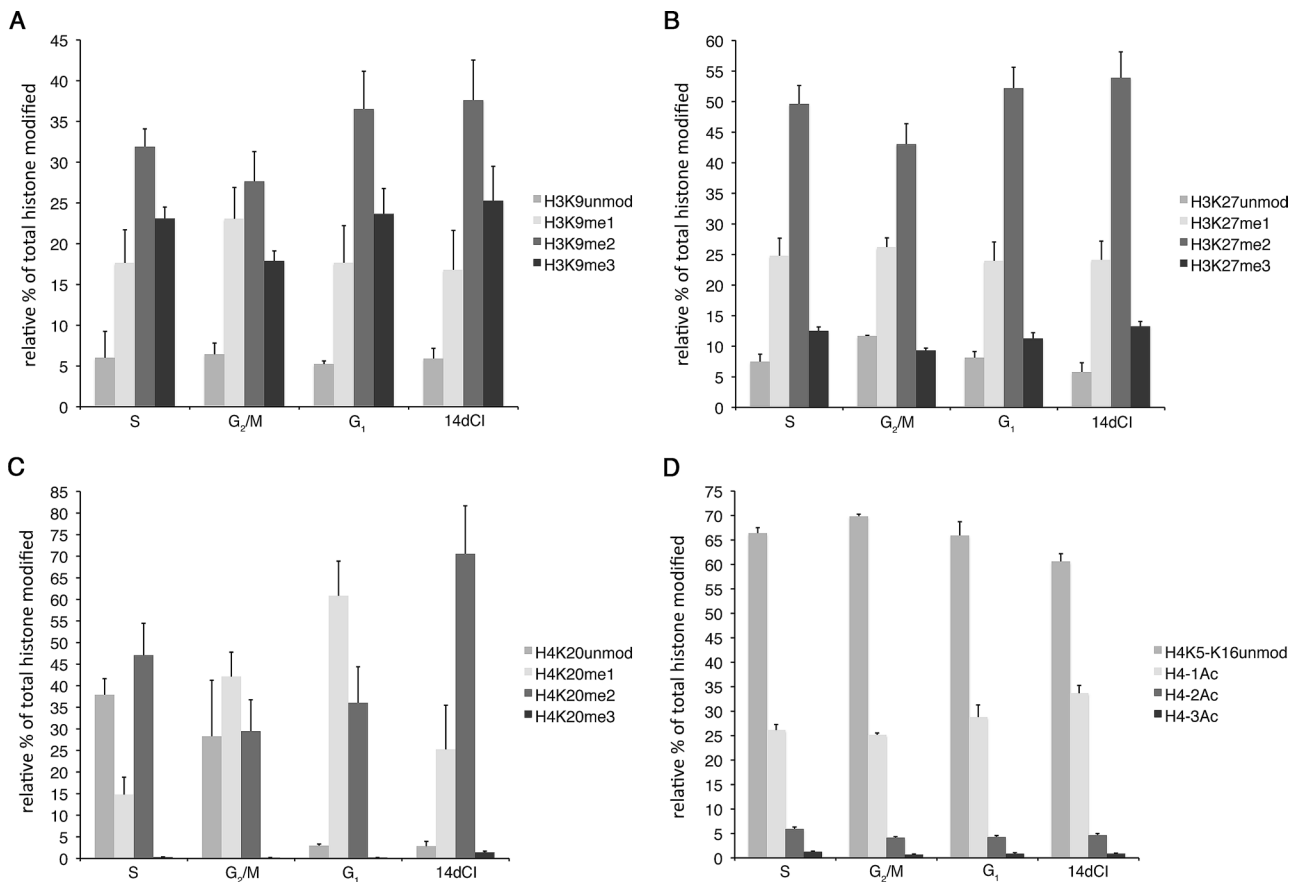 A
relative % of total histone modified
45
40
35
30
25
20
15
10
5
0
S
G₂/M
G₁
14dCI
H3K9unmod
H3K9me1
H3K9me2
H3K9me3
B
relative % of total histone modified
60
55
50
45
40
35
30
25
20
15
10
5
0
S
G₂/M
G₁
14dCI
H3K27unmod
H3K27me1
H3K27me2
H3K27me3
C
relative % of total histone modified
85
80
75
70
65
60
55
50
45
40
35
30
25
20
15
10
5
0
S
G₂/M
G₁
14dCI
H4K20unmod
H4K20me1
H4K20me2
H4K20me3
D
relative % of total histone modified
75
70
65
60
55
50
45
40
35
30
25
20
15
10
5
0
S
G₂/M
G₁
14dCI
H4K5-K16unmod
H4-1Ac
H4-2Ac
H4-3Ac